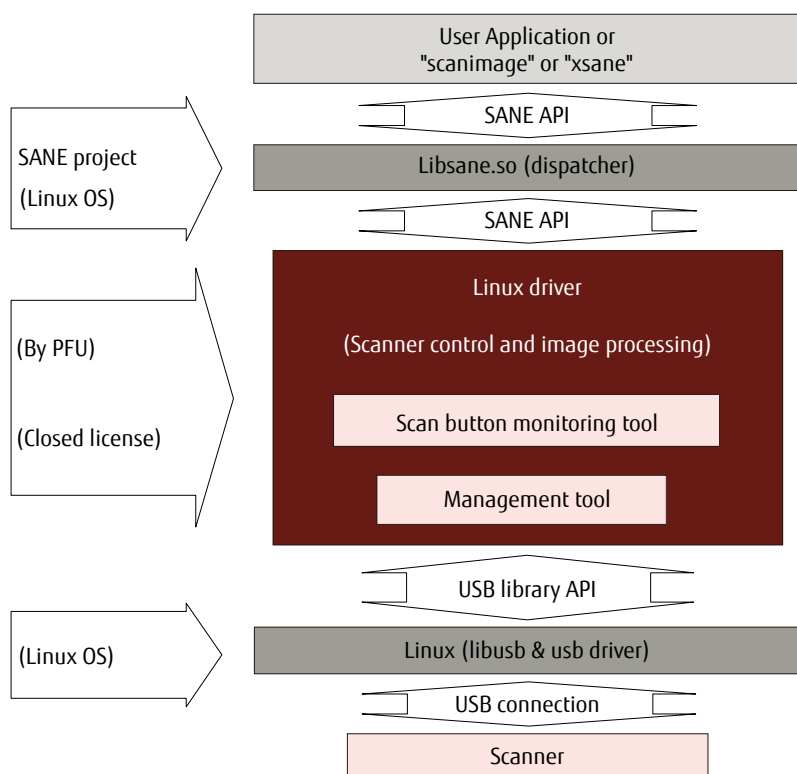 User Application or
"scanimage" or "xsane"
SANE API
SANE project
(Linux OS)
Libsane.so (dispatcher)
SANE API
Linux driver
(Scanner control and image processing)
(By PFU)
(Closed license)
Scan button monitoring tool
Management tool
USB library API
(Linux OS)
Linux (libusb & usb driver)
USB connection
Scanner